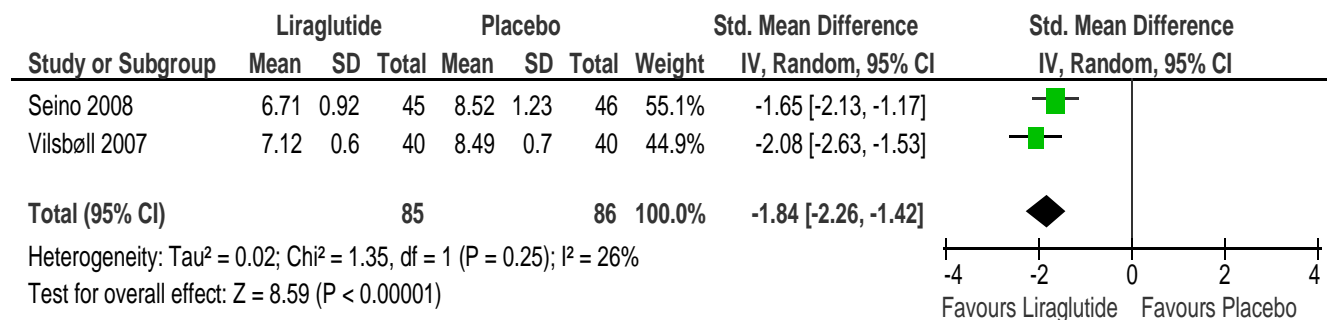 Liraglutide Placebo Std. Mean Difference Std. Mean Difference
Study or Subgroup Mean SD Total Mean SD Total Weight IV, Random, 95% CI IV, Random, 95% CI
Seino 2008 6.71 0.92 45 8.52 1.23 46 55.1% -1.65 [-2.13, -1.17]
Vilsbøll 2007 7.12 0.6 40 8.49 0.7 40 44.9% -2.08 [-2.63, -1.53]
Total (95% CI) 85 86 100.0% -1.84 [-2.26, -1.42]
Heterogeneity: Tau² = 0.02; Chi² = 1.35, df = 1 (P = 0.25); I² = 26%
Test for overall effect: Z = 8.59 (P < 0.00001)
-4 -2 0 2 4
Favours Liraglutide Favours Placebo